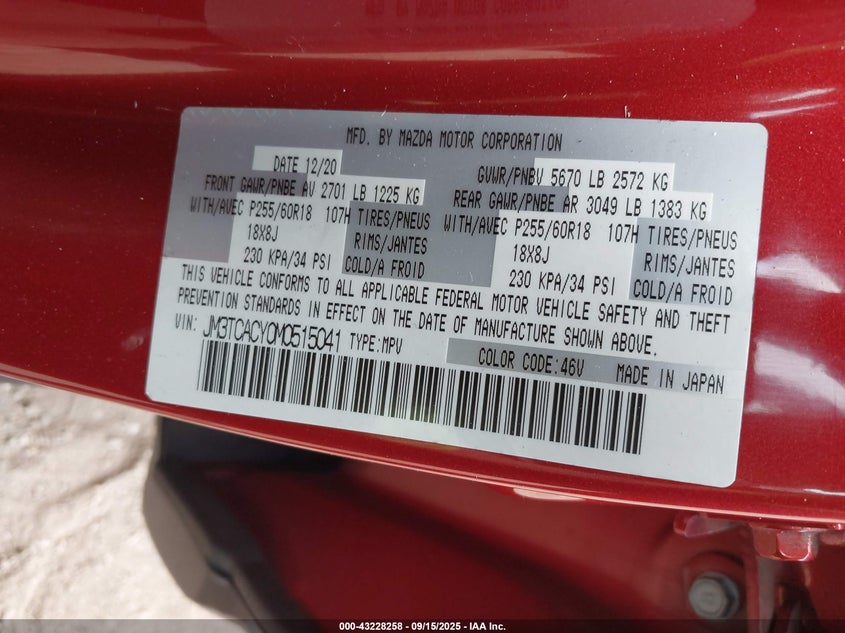 MFD. BY MAZDA MOTOR CORPORATION
DATE 12/20 GVWR/PNBV 5670 LB 2572 KG
FRONT GAWR/PNBE AV 2701 LB 1225 KG REAR GAWR/PNBE AR 3049 LB 1383 KG
WITH/AVEC P255/60R18 107H TIRES/PNEUS WITH/AVEC P255/60R18 107H TIRES/PNEUS
18X8J RIMS/JANTES 18X8J RIMS/JANTES
230 KPA/34 PSI COLD/A FROID 230 KPA/34 PSI COLD/A FROID
THIS VEHICLE CONFORMS TO ALL APPLICABLE FEDERAL MOTOR VEHICLE SAFETY AND THEFT
PREVENTION STANDARDS IN EFFECT ON THE DATE OF MANUFACTURE SHOWN ABOVE.
VIN: JM3TCACY0M0515041 TYPE:MPV
COLOR CODE:46V MADE IN JAPAN
000-43228258 - 09/15/2025 - IAA Inc.